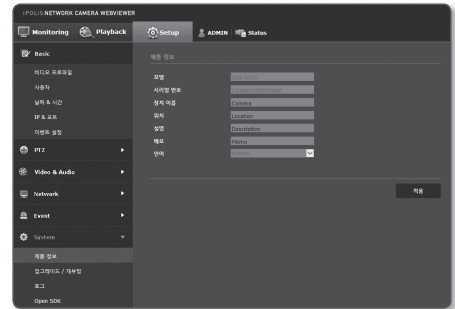 iPOLiS NETWORK CAMERA WEBVIEWER
Monitoring
Playback
Setup
ADMIN
Status
Basic
비디오 프로파일
사용자
날짜 & 시간
IP & 포트
이벤트 설정
PTZ
Video & Audio
Network
Event
System
제품 정보
업그레이드 / 재부팅
로그
Open SDK
제품 정보
모델
시리얼 번호
장치 이름
Camera
위치
Location
설명
Description
메모
Memo
언어
Korean
적용